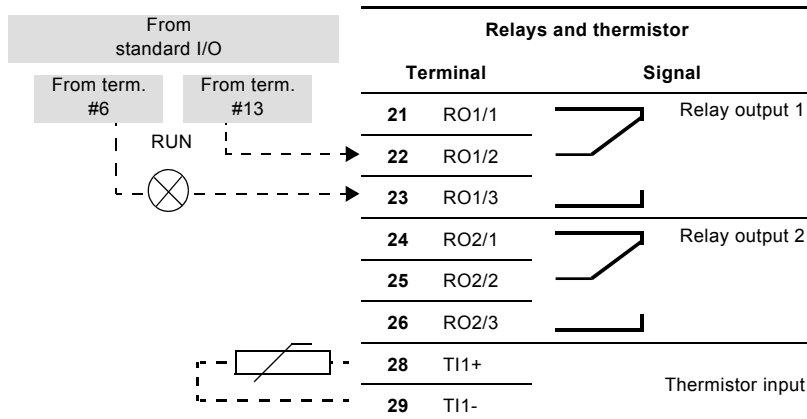 From
standard I/O
From term.
#6
From term.
#13
RUN
Relays and thermistor
Terminal Signal
21 RO1/1 Relay output 1
22 RO1/2
23 RO1/3
24 RO2/1 Relay output 2
25 RO2/2
26 RO2/3
28 TI1+
Thermistor input
29 TI1-